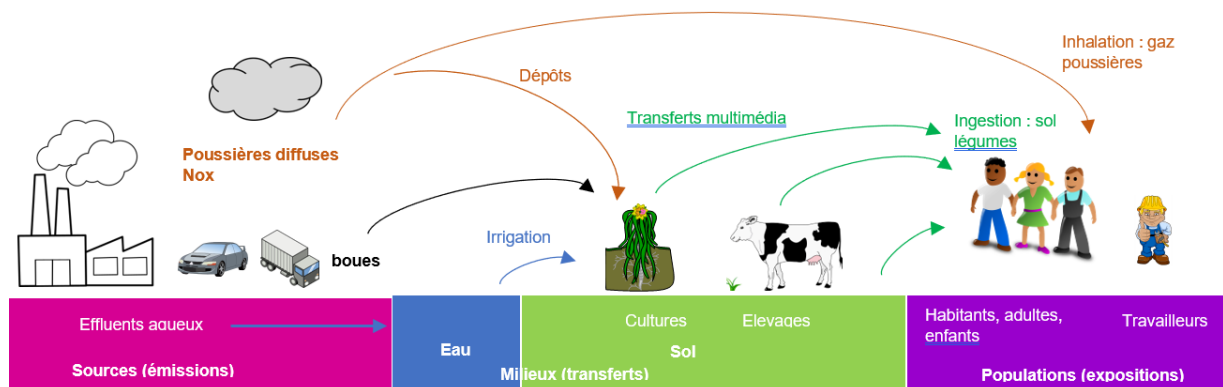 Inhalation : gaz
poussières
Dépôts
Transferts multimédia
Ingestion : sol
légumes
Poussières diffuses
Nox
Irrigation
boues
Effluents aqueux
Cultures
Elevages
Habitants, adultes,
enfants
Travailleurs
Eau
Sol
Sources (émissions)
Milieux (transferts)
Populations (expositions)